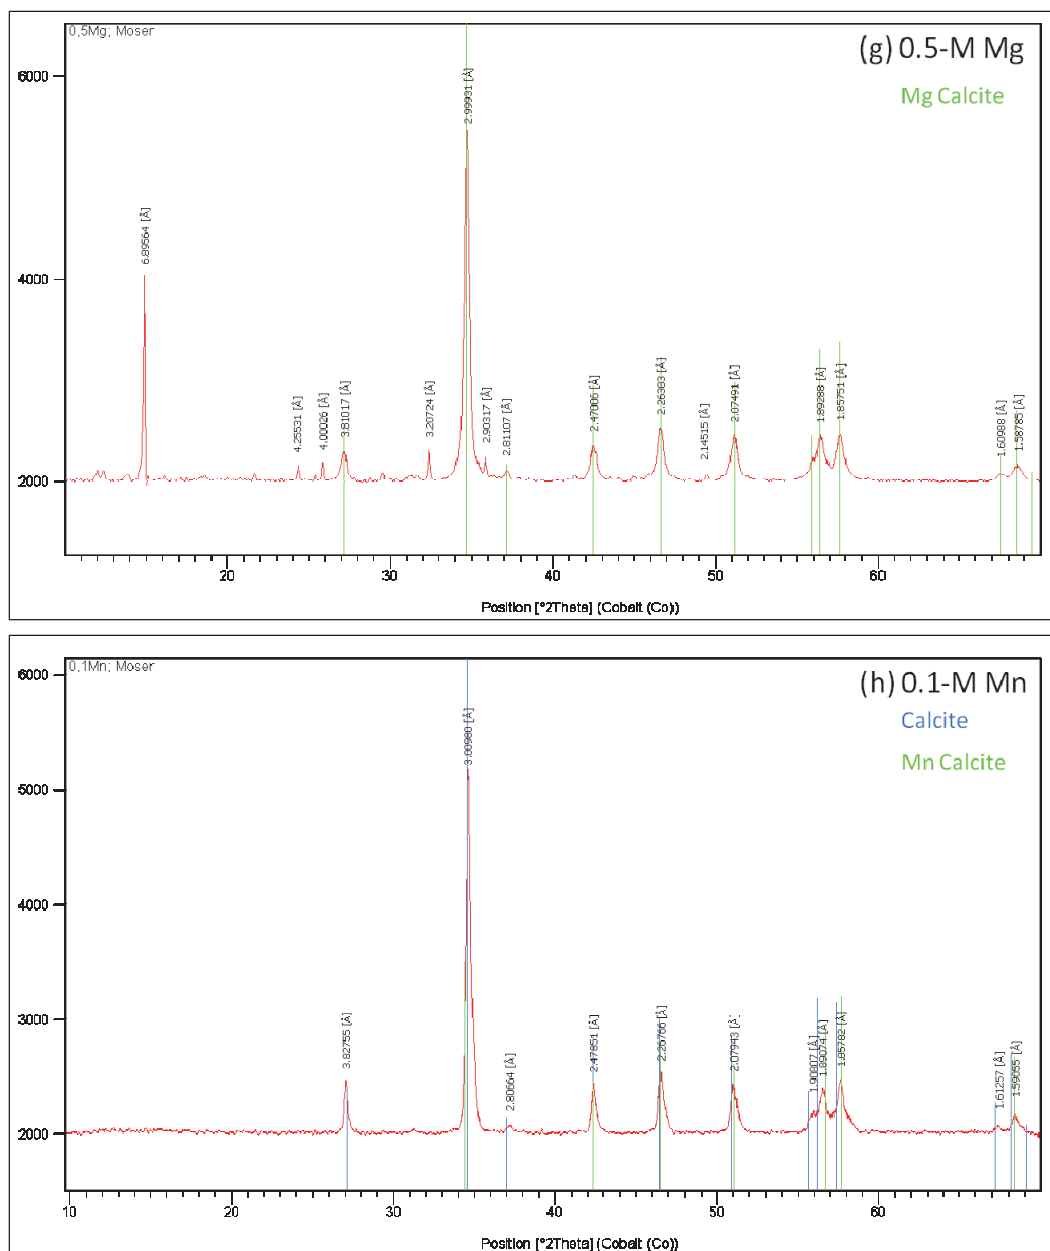 0,5Mg; Moser
(g) 0.5-M Mg
Mg Calcite
6000
4000
2000
6.89564 [Å]
4.25531 [Å]
4.00026 [Å]
3.81017 [Å]
3.20724 [Å]
2.99931 [Å]
2.90317 [Å]
2.81107 [Å]
2.47006 [Å]
2.26383 [Å]
2.14515 [Å]
2.07491 [Å]
1.89288 [Å]
1.85751 [Å]
1.60988 [Å]
1.58785 [Å]
20 30 40 50 60
Position [°2Theta] (Cobalt (Co))
0,1Mn; Moser
(h) 0.1-M Mn
Calcite
Mn Calcite
6000
5000
4000
3000
2000
3.82755 [Å]
3.00980 [Å]
2.80664 [Å]
2.47851 [Å]
2.26766 [Å]
2.07943 [Å]
1.90807 [Å]
1.89074 [Å]
1.85782 [Å]
1.61257 [Å]
1.59055 [Å]
10 20 30 40 50 60
Position [°2Theta] (Cobalt (Co))